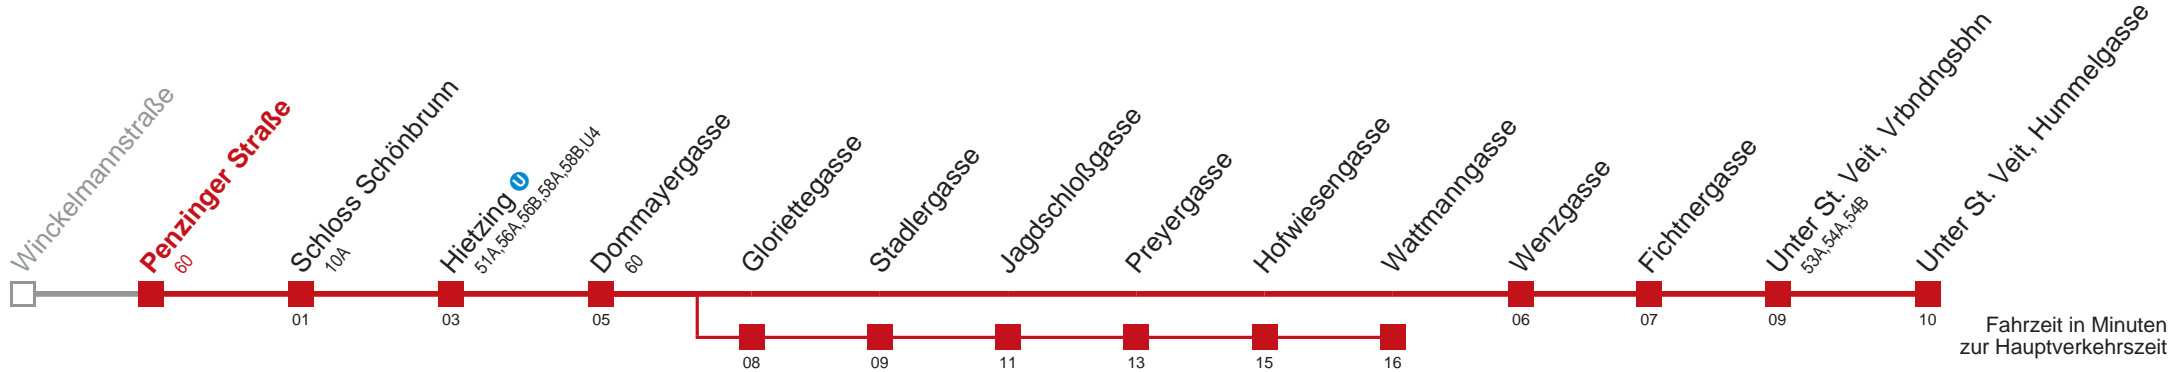 Winckelmannstraße
Penzinger Straße
60
Schloss Schönbrunn
10A
Hietzing U
51A,56A,56B,58A,58B,U4
Dommayergasse
60
Gloriettegasse
Stadlergasse
Jagdschloßgasse
Preyergasse
Hofwiesengasse
Wattmanngasse
Wenzgasse
Fichtnergasse
Unter St. Veit, Vrbndngsbhn
53A,54A,54B
Unter St. Veit, Hummelgasse
01 03 05 06 07 09 10
08 09 11 13 15 16
Fahrzeit in Minuten
zur Hauptverkehrszeit